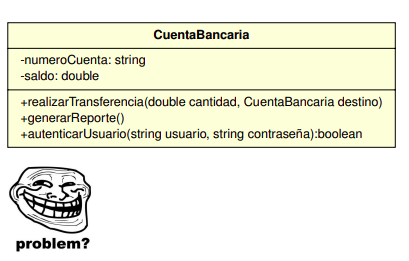 CuentaBancaria
-numeroCuenta: string
-saldo: double
+realizarTransferencia(double cantidad, CuentaBancaria destino)
+generarReporte()
+autenticarUsuario(string usuario, string contraseña):boolean
problem?